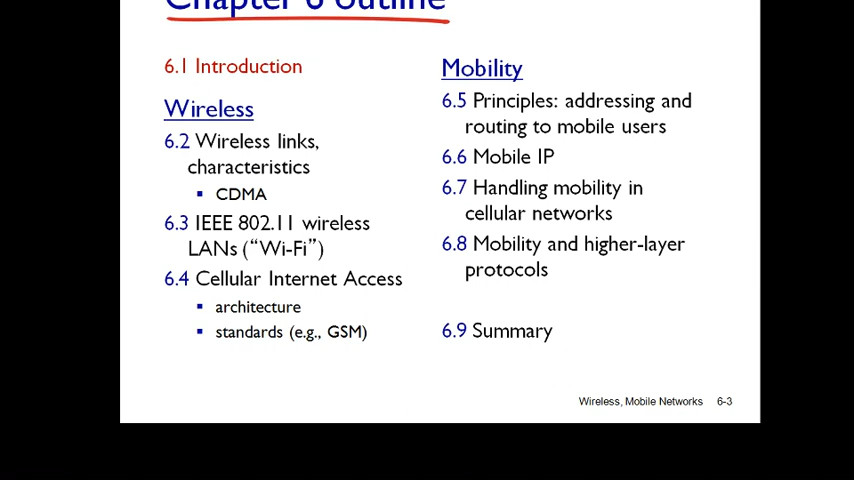 Chapter 6 outline
6.1 Introduction
Wireless
6.2 Wireless links,
characteristics
▪ CDMA
6.3 IEEE 802.11 wireless
LANs (“Wi-Fi”)
6.4 Cellular Internet Access
▪ architecture
▪ standards (e.g., GSM)
Mobility
6.5 Principles: addressing and
routing to mobile users
6.6 Mobile IP
6.7 Handling mobility in
cellular networks
6.8 Mobility and higher-layer
protocols
6.9 Summary
Wireless, Mobile Networks 6-3